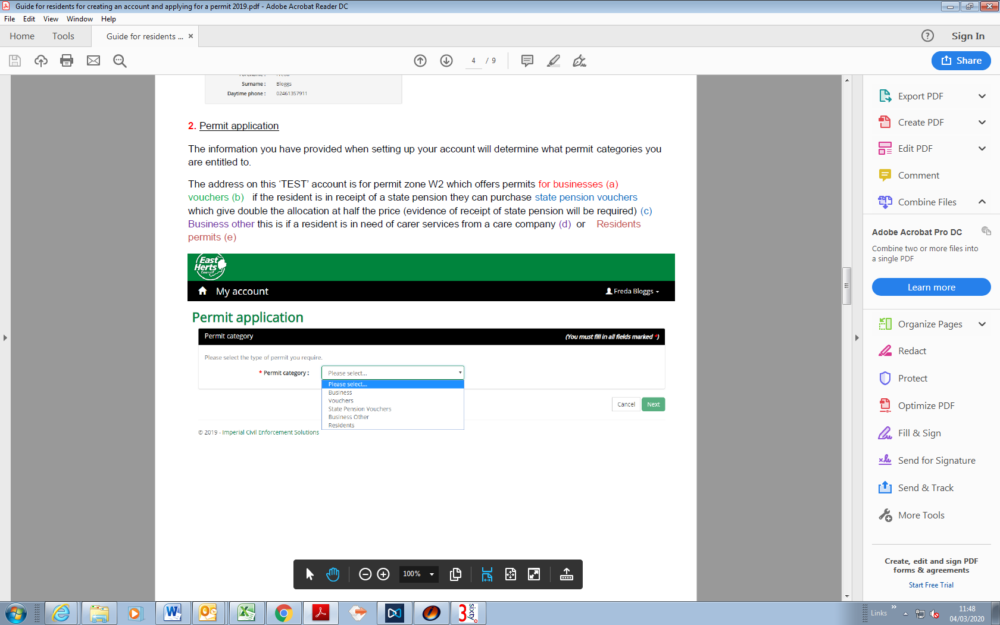 Guide for residents for creating an account and applying for a permit 2019.pdf - Adobe Acrobat Reader DC
File Edit View Window Help
Home Tools Guide for residents ... × Sign In
4 / 9 Share
Surname : Bloggs
Daytime phone : 02461357911
2. Permit application
The information you have provided when setting up your account will determine what permit categories you
are entitled to.
The address on this ‘TEST’ account is for permit zone W2 which offers permits for businesses (a)
vouchers (b) if the resident is in receipt of a state pension they can purchase state pension vouchers
which give double the allocation at half the price (evidence of receipt of state pension will be required) (c)
Business other this is if a resident is in need of carer services from a care company (d) or Residents
permits (e)
East
Herts
Council
My account Freda Bloggs
Permit application
Permit category (You must fill in all fields marked *)
Please select the type of permit you require.
* Permit category : Please select...
Please select...
Business
Vouchers
State Pension Vouchers
Business Other
Residents
Cancel Next
© 2019 - Imperial Civil Enforcement Solutions
100%
Export PDF
Create PDF
Edit PDF
Comment
Combine Files
Adobe Acrobat Pro DC
Combine two or more files into
a single PDF
Learn more
Organize Pages
Redact
Protect
Optimize PDF
Fill & Sign
Send for Signature
Send & Track
More Tools
Create, edit and sign PDF
forms & agreements
Start Free Trial
3 sixty
Links »
11:48
04/03/2020